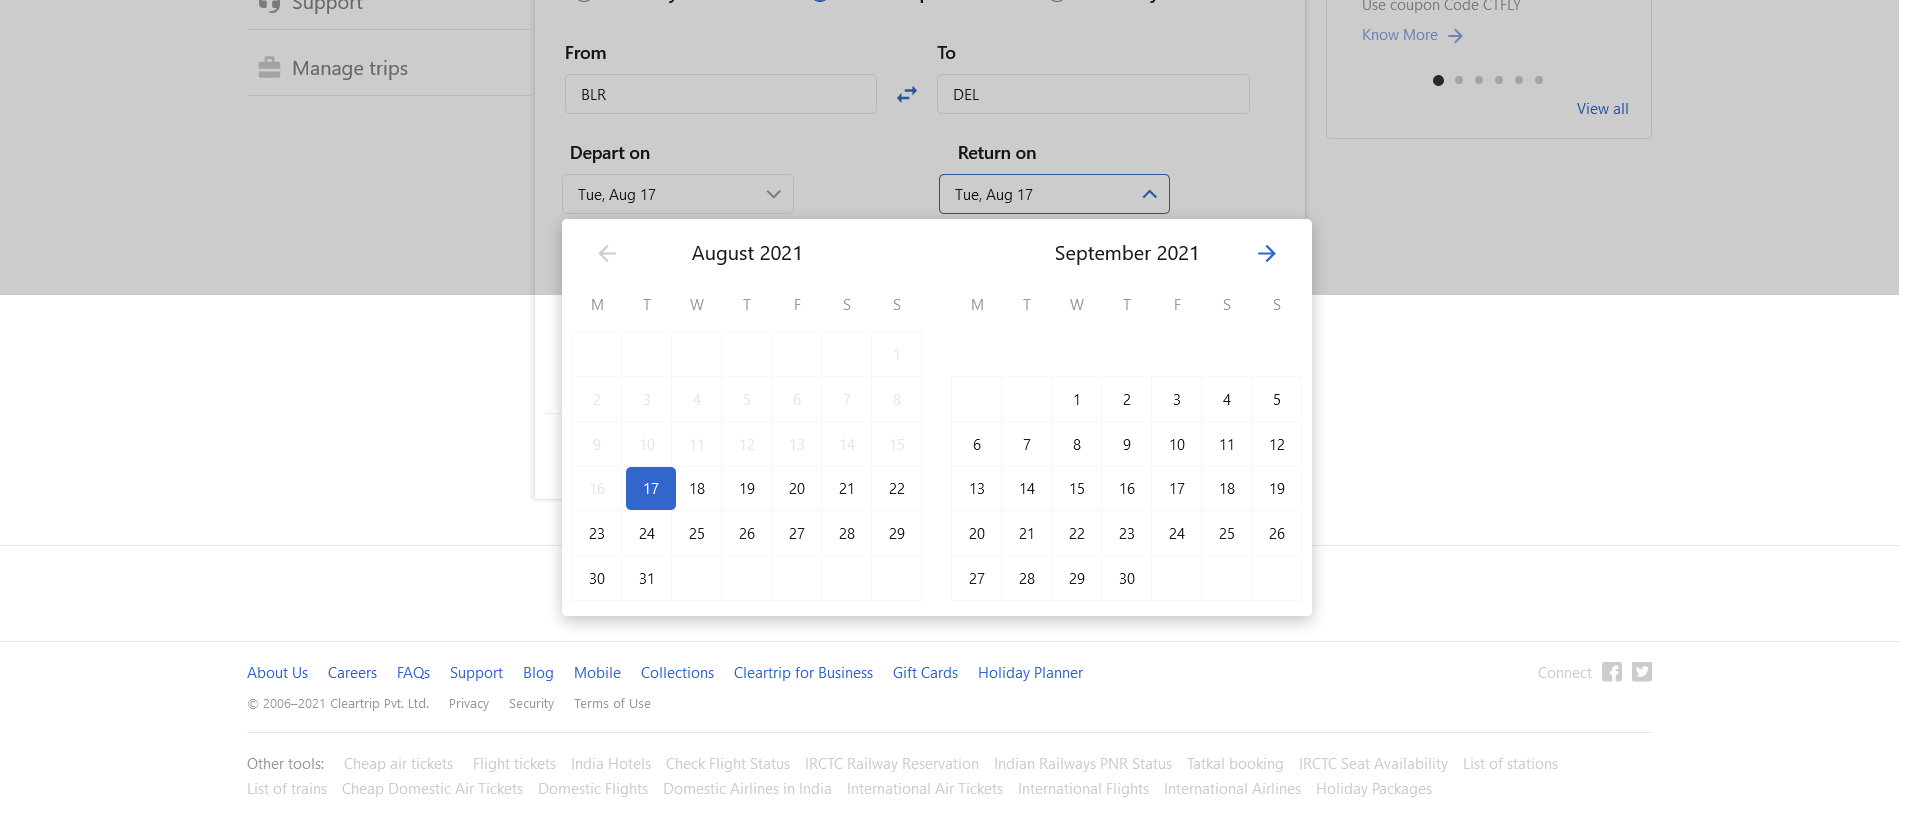 Support
Manage trips
From
To
BLR
DEL
Depart on
Return on
Tue, Aug 17
Tue, Aug 17
Use coupon Code CTFLY
Know More
View all
August 2021
M T W T F S S
1
2 3 4 5 6 7 8
9 10 11 12 13 14 15
16 17 18 19 20 21 22
23 24 25 26 27 28 29
30 31
September 2021
M T W T F S S
1 2 3 4 5
6 7 8 9 10 11 12
13 14 15 16 17 18 19
20 21 22 23 24 25 26
27 28 29 30
About Us Careers FAQs Support Blog Mobile Collections Cleartrip for Business Gift Cards Holiday Planner
Connect
© 2006–2021 Cleartrip Pvt. Ltd. Privacy Security Terms of Use
Other tools: Cheap air tickets Flight tickets India Hotels Check Flight Status IRCTC Railway Reservation Indian Railways PNR Status Tatkal booking IRCTC Seat Availability List of stations
List of trains Cheap Domestic Air Tickets Domestic Flights Domestic Airlines in India International Air Tickets International Flights International Airlines Holiday Packages